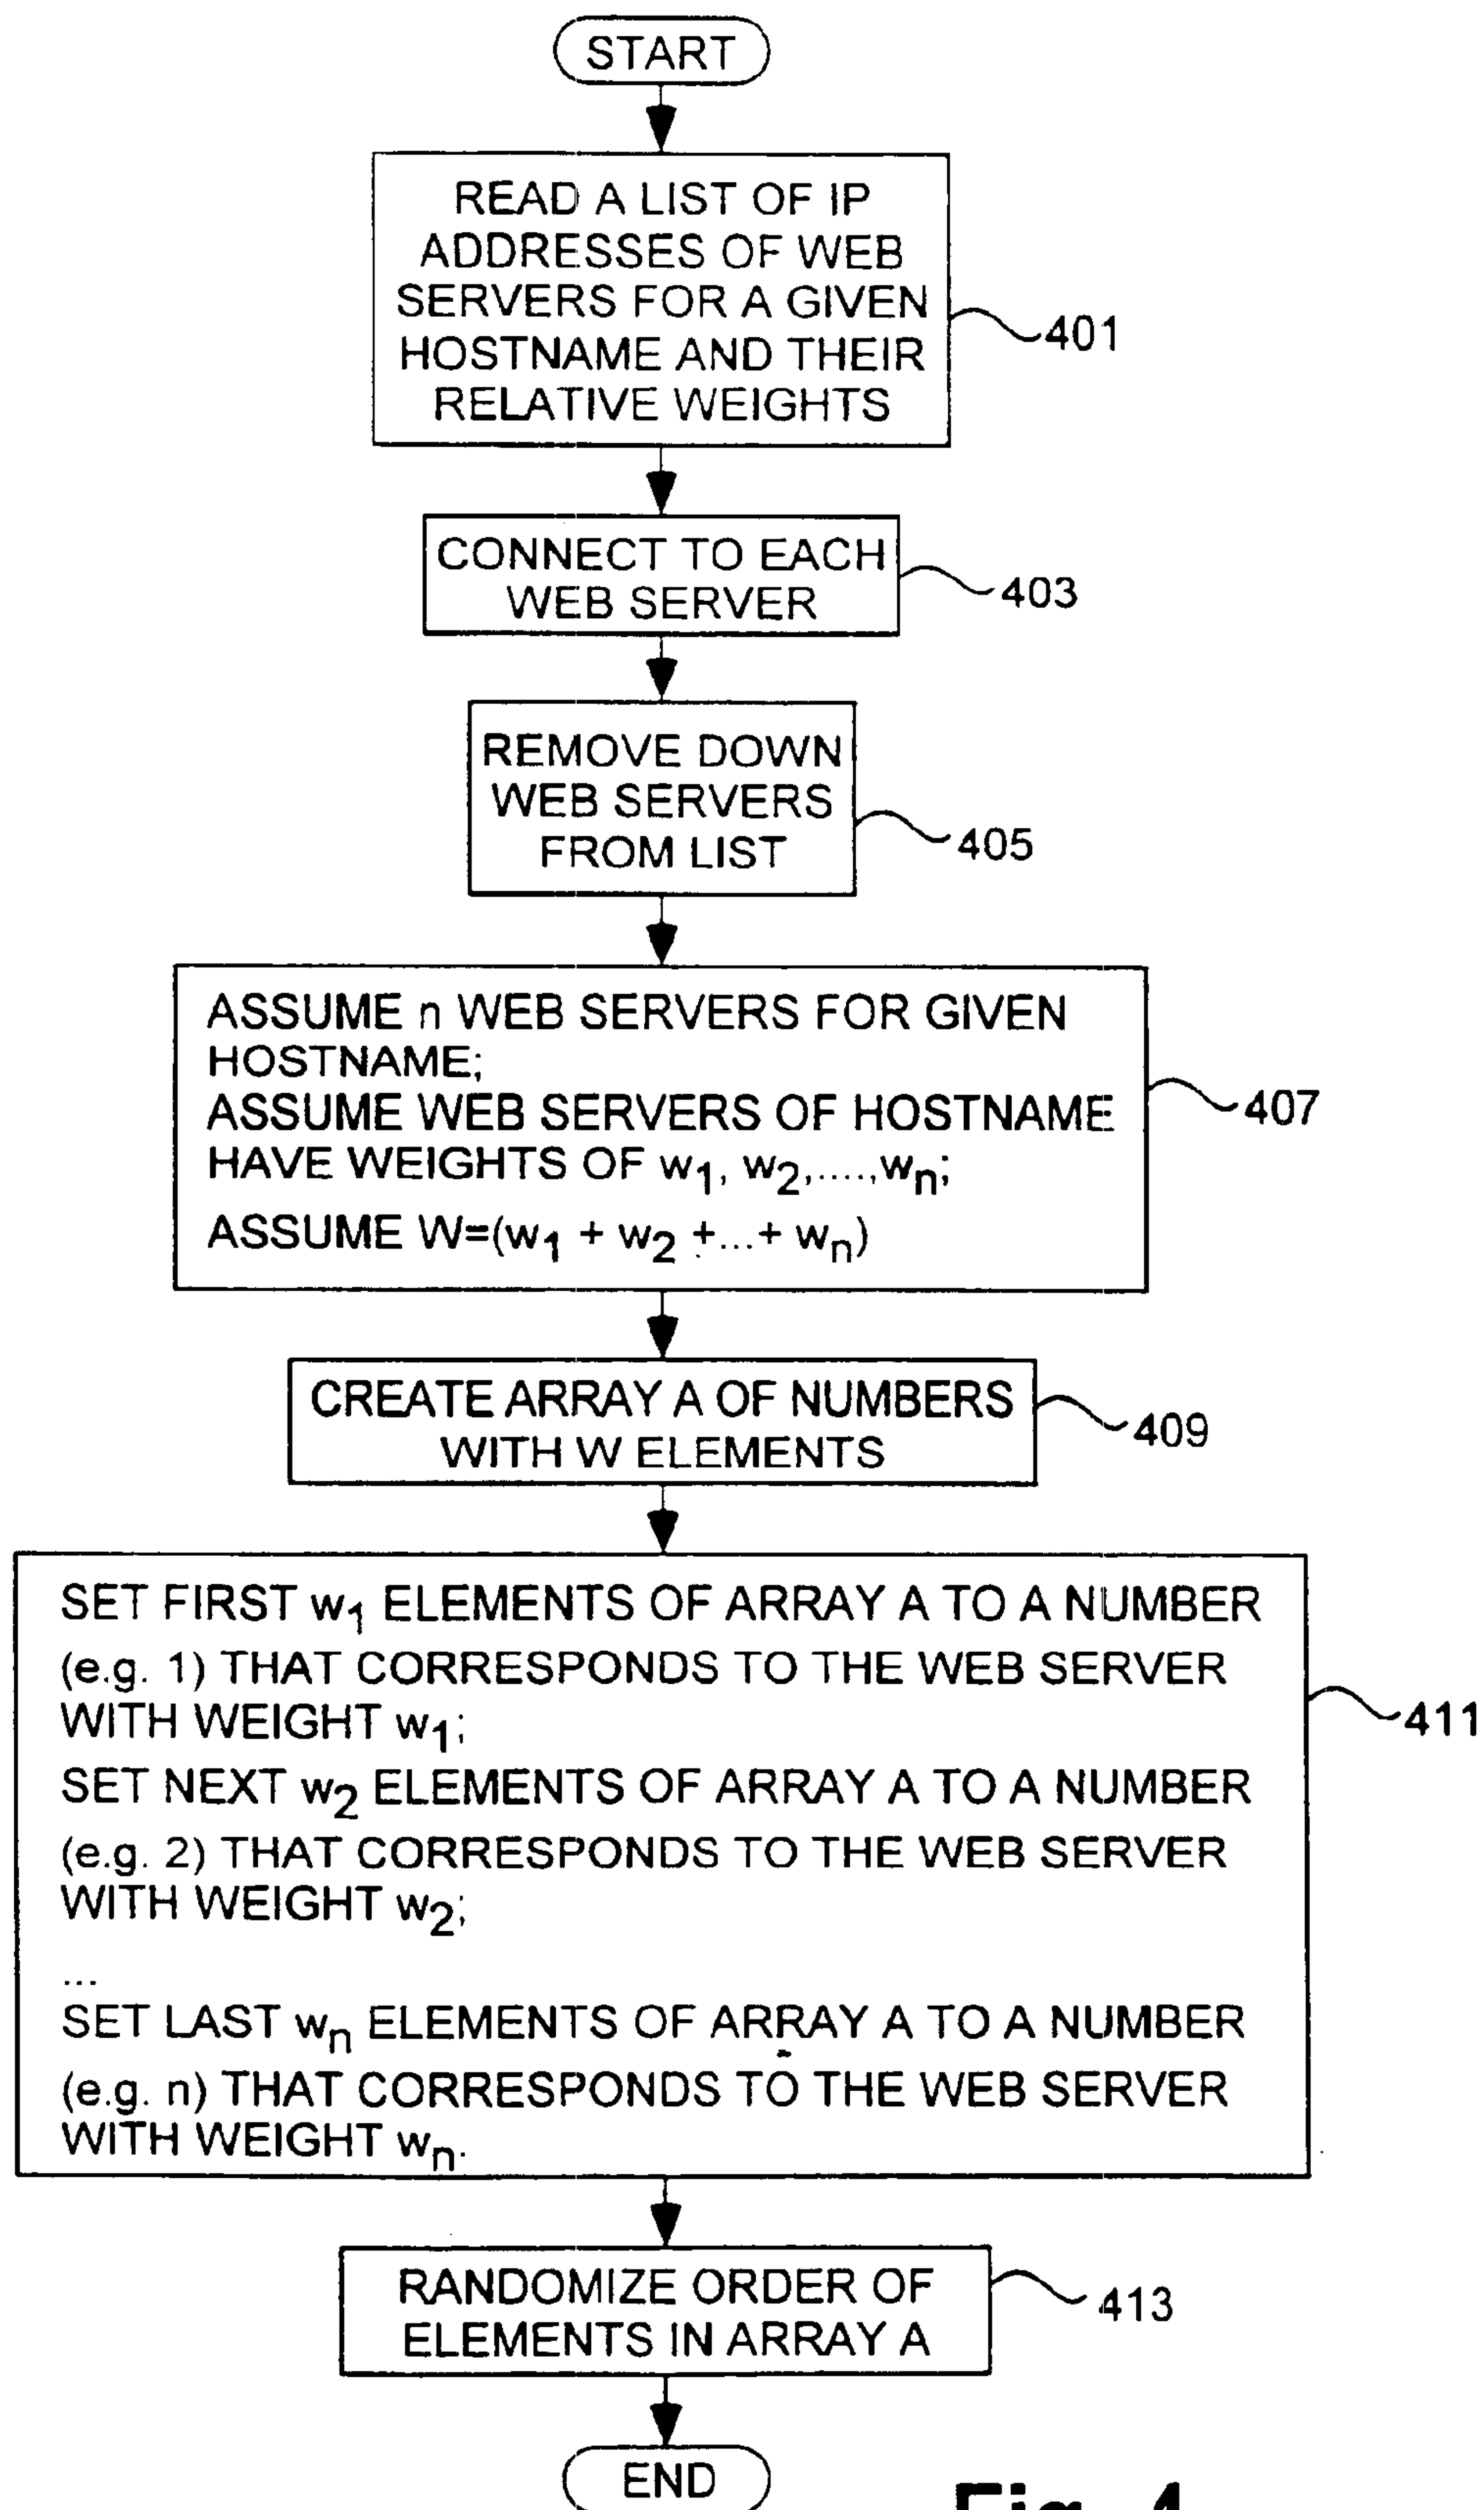 START
READ A LIST OF IP
ADDRESSES OF WEB
SERVERS FOR A GIVEN
HOSTNAME AND THEIR
RELATIVE WEIGHTS
401
CONNECT TO EACH
WEB SERVER
403
REMOVE DOWN
WEB SERVERS
FROM LIST
405
ASSUME n WEB SERVERS FOR GIVEN
HOSTNAME;
ASSUME WEB SERVERS OF HOSTNAME
HAVE WEIGHTS OF w₁, w₂,....,wₙ;
ASSUME W=(w₁ + w₂ +...+ wₙ)
407
CREATE ARRAY A OF NUMBERS
WITH W ELEMENTS
409
SET FIRST w₁ ELEMENTS OF ARRAY A TO A NUMBER
(e.g. 1) THAT CORRESPONDS TO THE WEB SERVER
WITH WEIGHT w₁;
SET NEXT w₂ ELEMENTS OF ARRAY A TO A NUMBER
(e.g. 2) THAT CORRESPONDS TO THE WEB SERVER
WITH WEIGHT w₂;
...
SET LAST wₙ ELEMENTS OF ARRAY A TO A NUMBER
(e.g. n) THAT CORRESPONDS TO THE WEB SERVER
WITH WEIGHT wₙ.
411
RANDOMIZE ORDER OF
ELEMENTS IN ARRAY A
413
END
Fig. 4